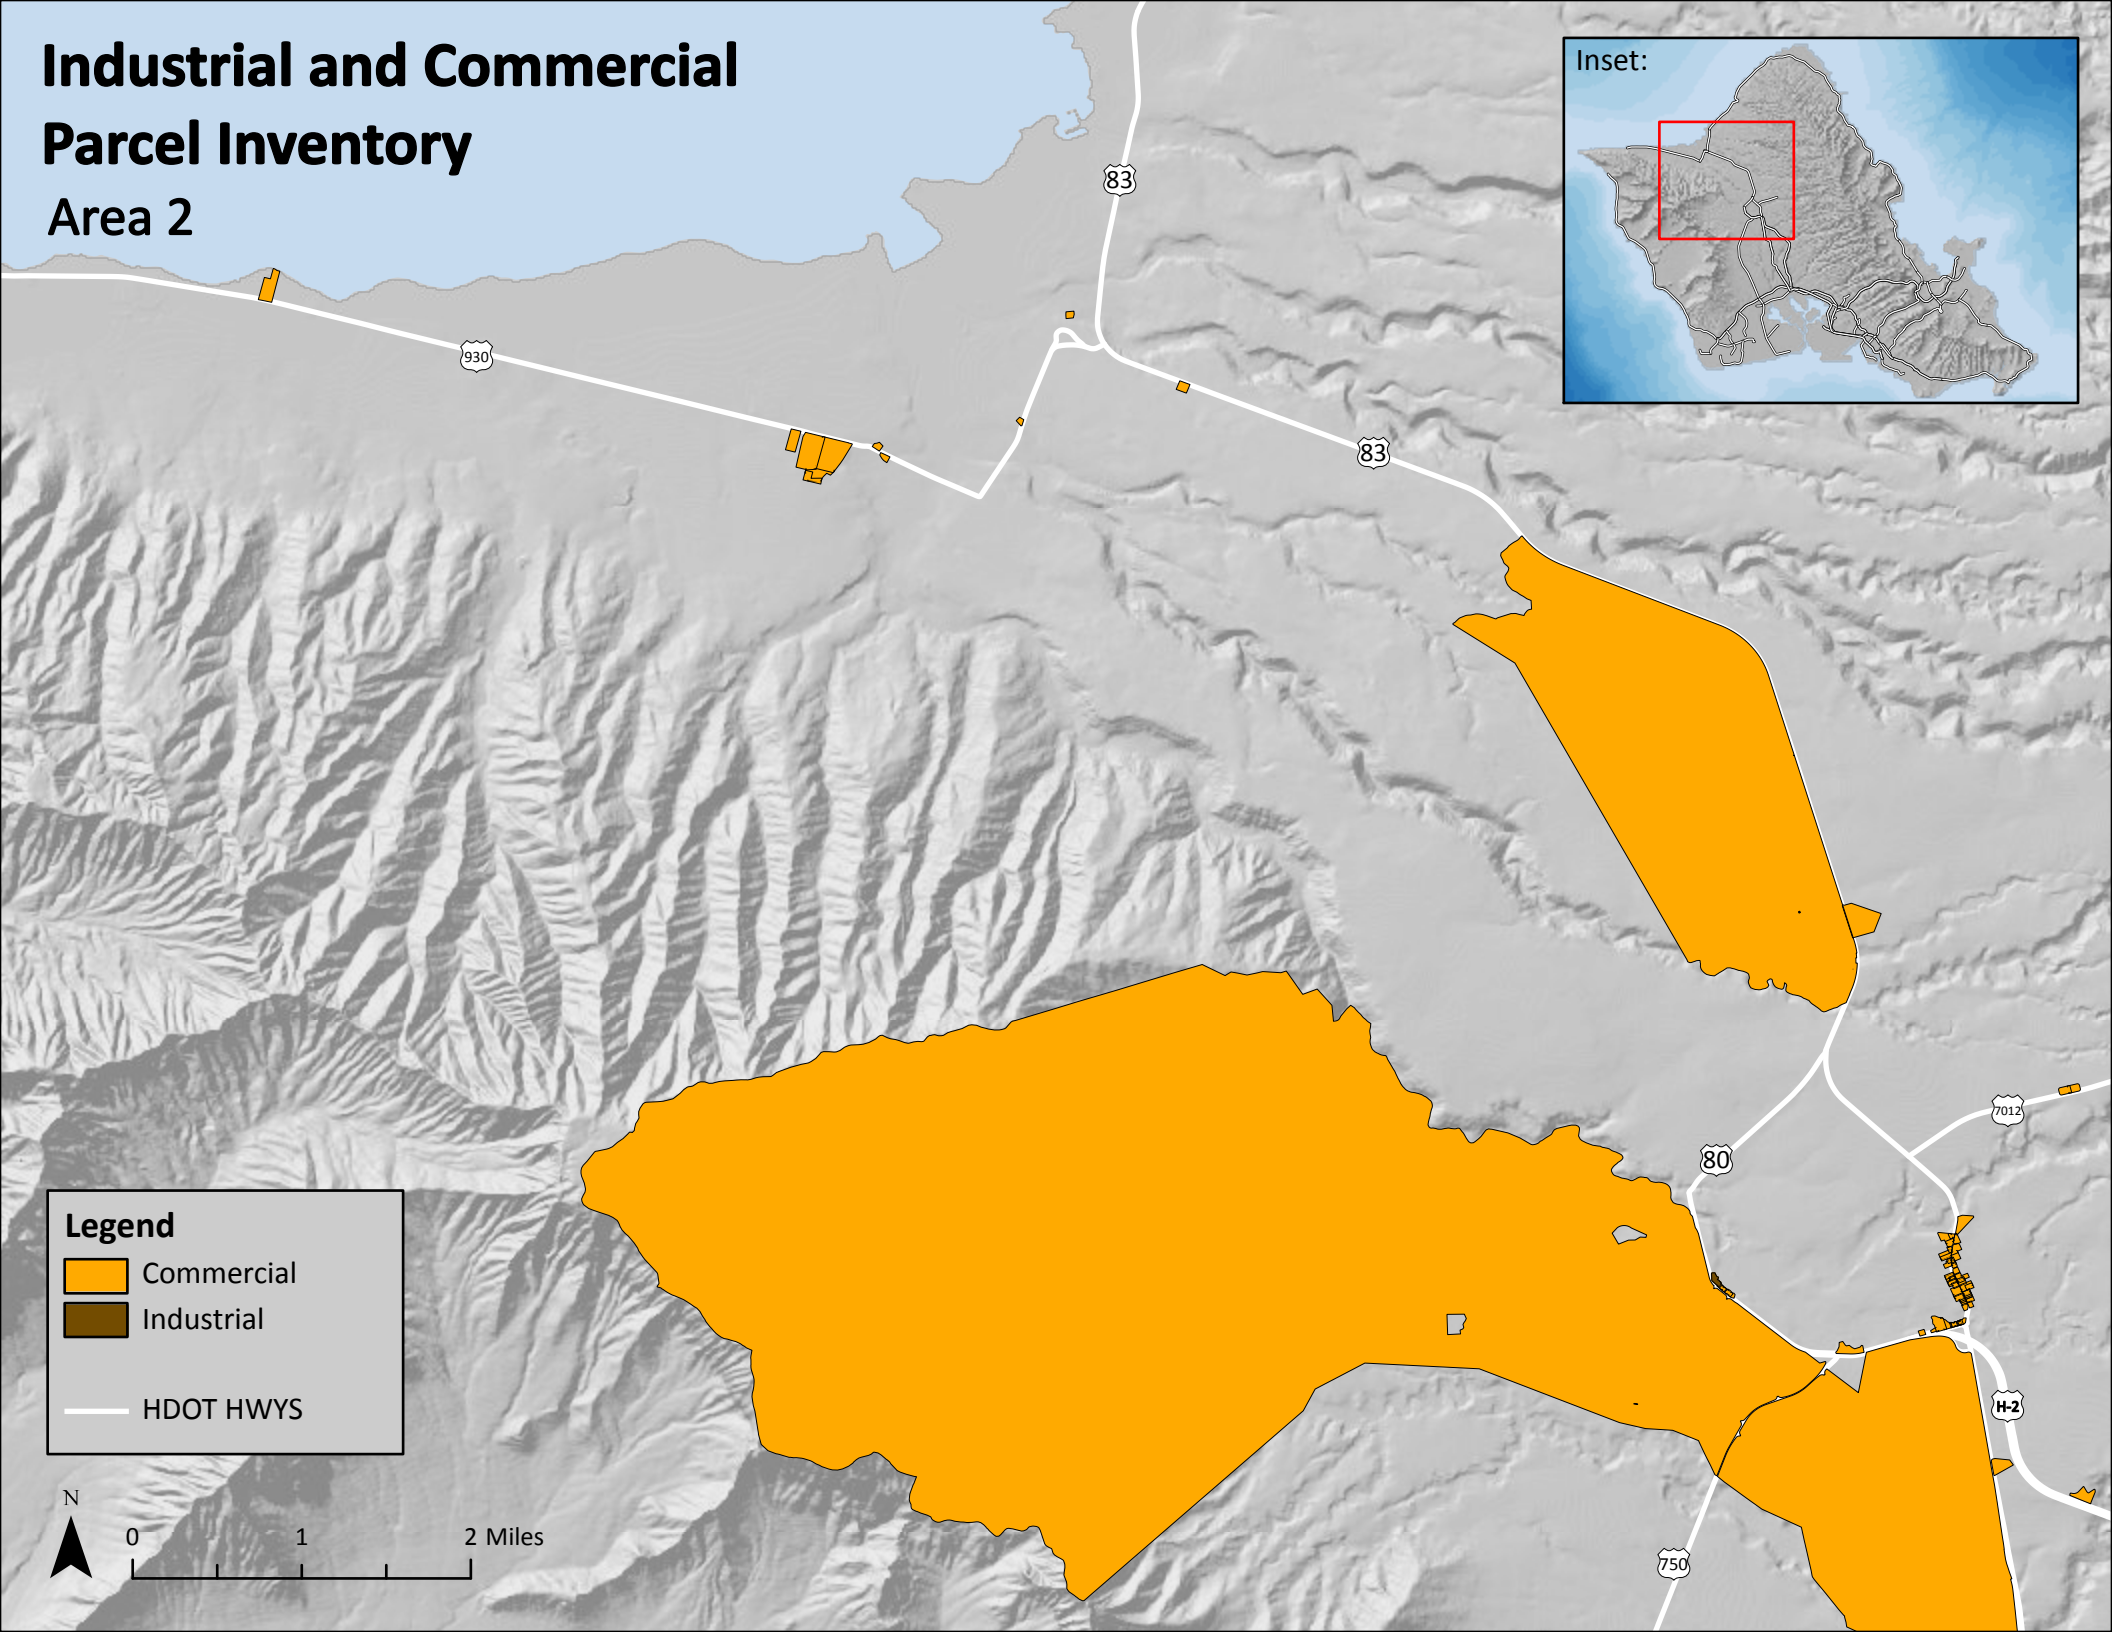 Industrial and Commercial
Parcel Inventory
Area 2
Inset:
83
930
83
7012
80
Legend
Commercial
Industrial
HDOT HWYS
H-2
N
0 1 2 Miles
750